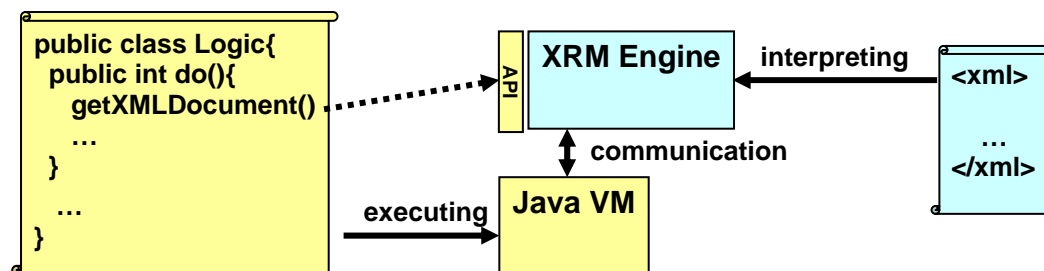 public class Logic{
public int do(){
getXMLDocument()
…
}
…
}
API
XRM Engine
interpreting
<xml>
…
</xml>
communication
executing
Java VM